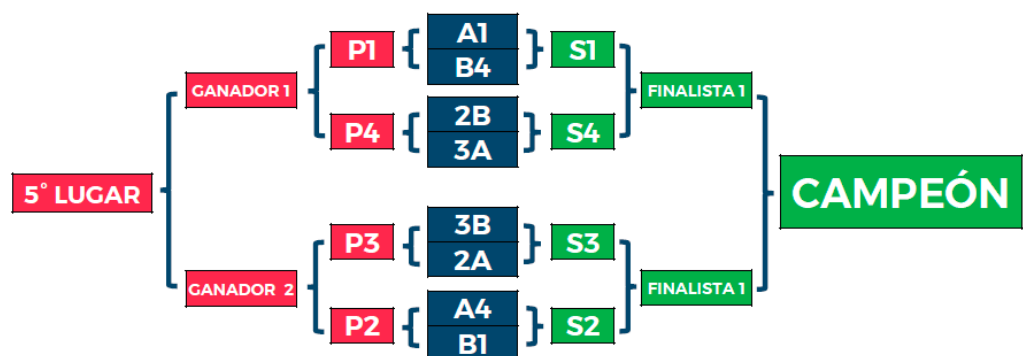 A1
P1
S1
B4
GANADOR 1
FINALISTA 1
2B
P4
S4
3A
5° LUGAR
CAMPEÓN
3B
P3
S3
2A
GANADOR 2
FINALISTA 1
A4
P2
S2
B1